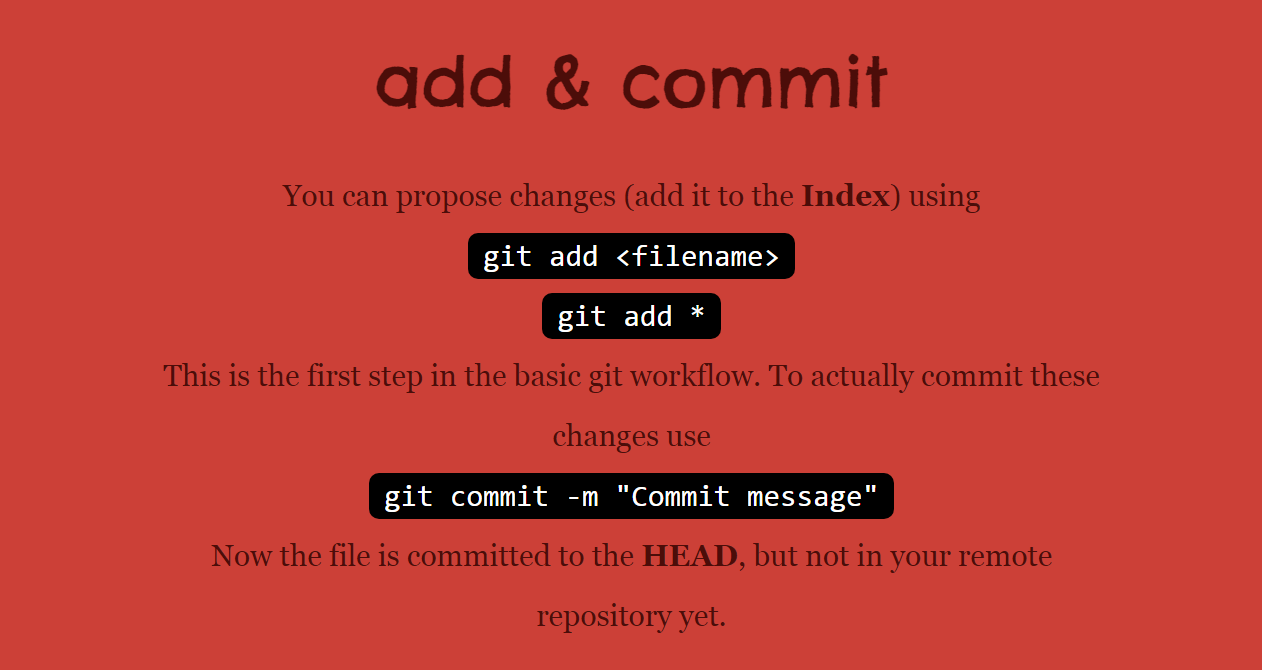 add & commit
You can propose changes (add it to the Index) using
git add <filename>
git add *
This is the first step in the basic git workflow. To actually commit these
changes use
git commit -m "Commit message"
Now the file is committed to the HEAD, but not in your remote
repository yet.